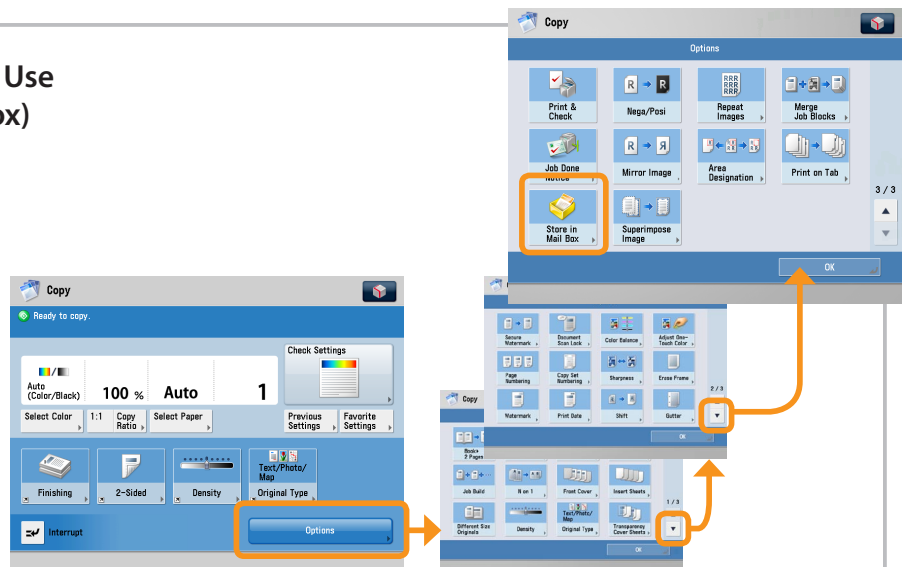 Use
ox)
Copy
Options
Print &
Check
Nega/Posi
Repeat
Images
Merge
Job Blocks
Job Done
Notice
Mirror Image
Area
Designation
Print on Tab
Store in
Mail Box
Superimpose
Image
3 / 3
OK
Copy
Ready to copy.
Check Settings
Auto
(Color/Black)
100 %
Auto
1
Select Color
1:1
Copy
Ratio
Select Paper
Previous
Settings
Favorite
Settings
Finishing
2-Sided
Density
Text/Photo/
Map
Original Type
Interrupt
Options
Secure
Watermark
Document
Scan Lock
Color Balance
Adjust One-
Touch Color
Page
Numbering
Copy Set
Numbering
Sharpness
Erase Frame
2 / 3
Watermark
Print Date
Shift
Gutter
OK
Copy
Book►
2 Pages
Job Build
N on 1
Front Cover
Insert Sheets
1 / 3
Different Size
Originals
Density
Text/Photo/
Map
Original Type
Transparency
Cover Sheets
OK